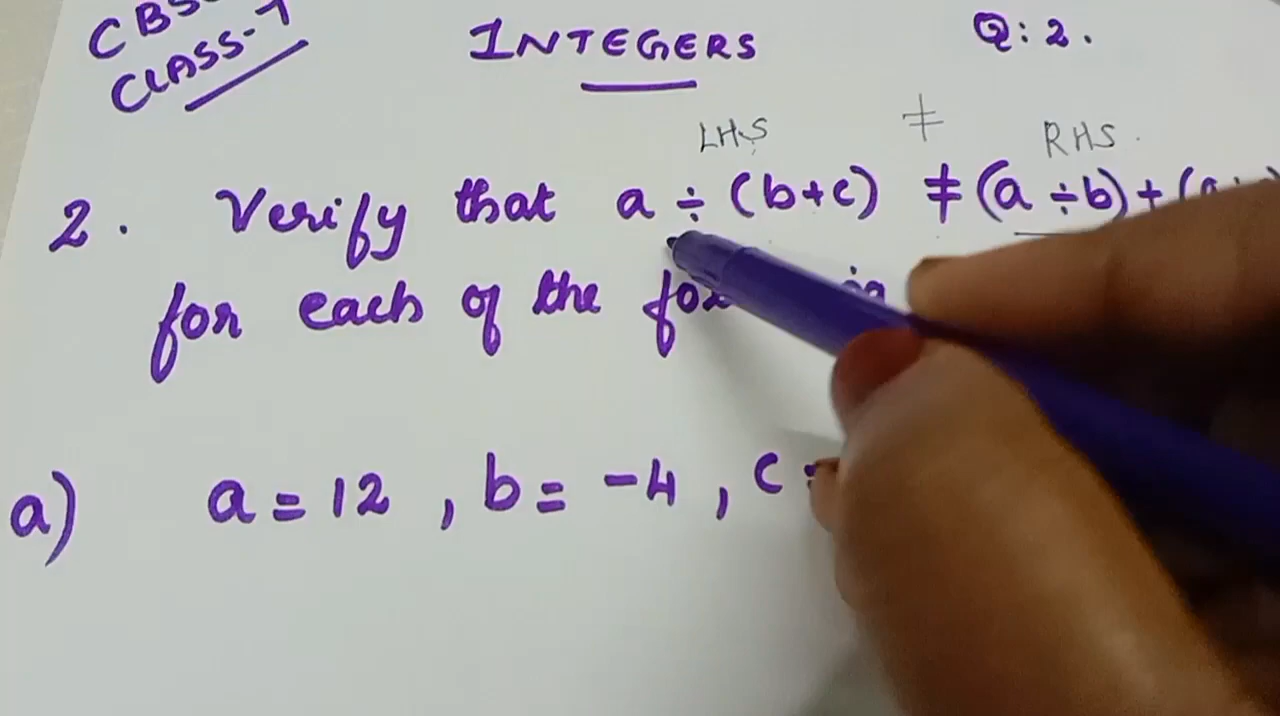 CBS
CLASS-7
INTEGERS
Q: 2.
LHS ≠ RHS.
2. Verify that a ÷ (b+c) ≠ (a ÷ b) + (a
for each of the
a) a = 12 , b = -4 , c =